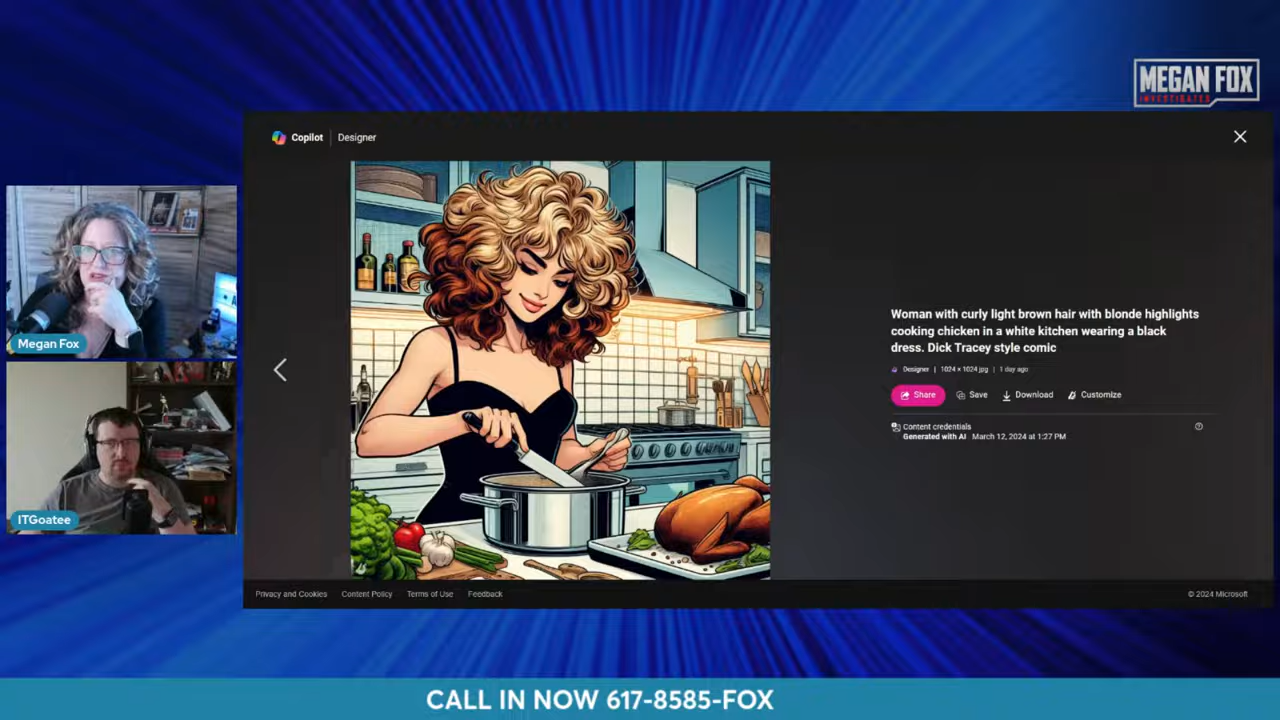 MEGAN FOX
INVESTIGATES
Copilot
Designer
Woman with curly light brown hair with blonde highlights
cooking chicken in a white kitchen wearing a black
dress. Dick Tracey style comic
Designer | 1024 × 1024 jpg | 1 day ago
Share
Save
Download
Customize
Content credentials
Generated with AI March 12, 2024 at 1:27 PM
Megan Fox
ITGoatee
Privacy and Cookies
Content Policy
Terms of Use
Feedback
© 2024 Microsoft
CALL IN NOW 617-8585-FOX